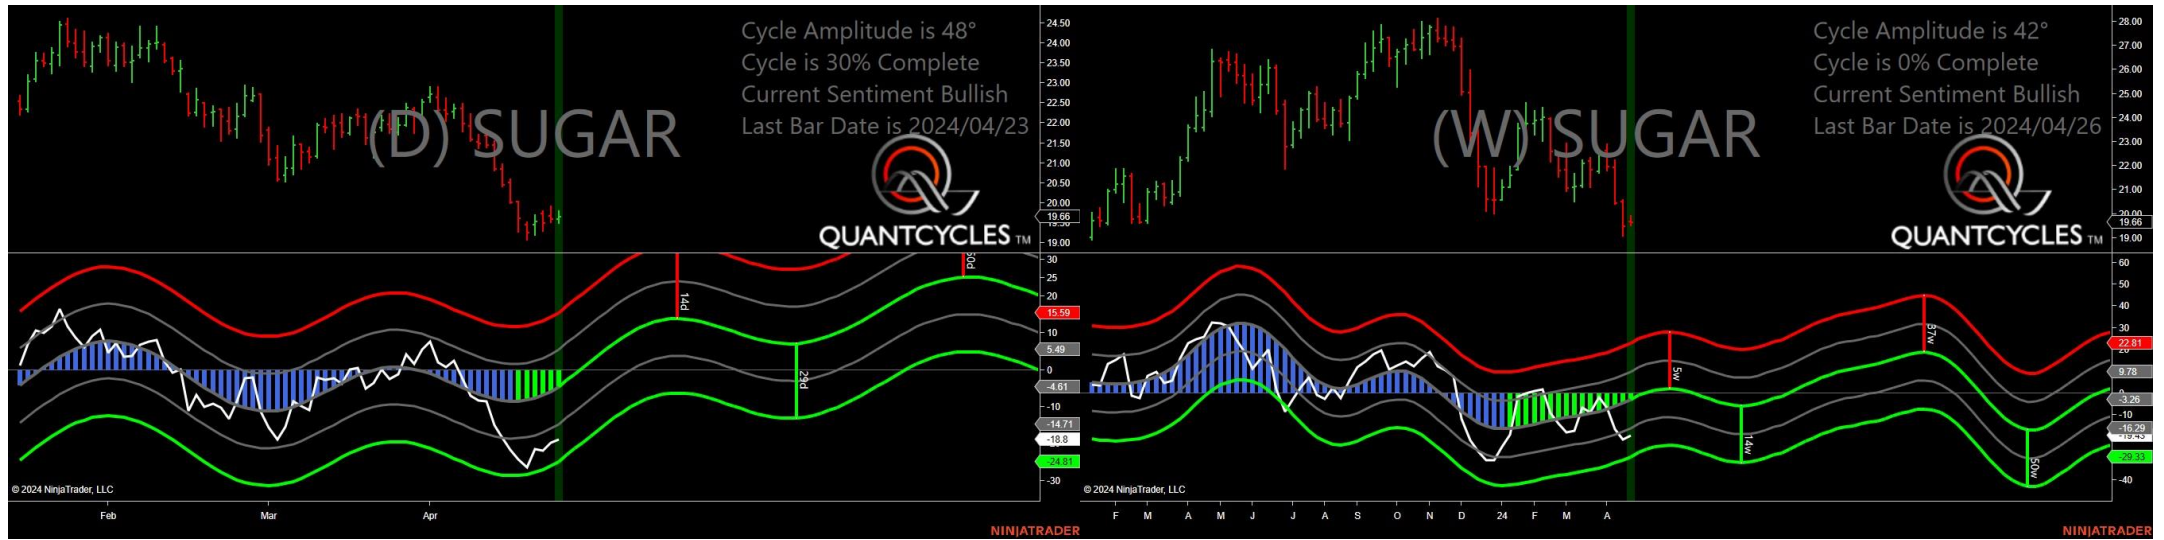 Cycle Amplitude is 48°
Cycle is 30% Complete
Current Sentiment Bullish
Last Bar Date is 2024/04/23
(D) SUGAR
QUANTCYCLES TM
24.50
24.00
23.50
23.00
22.50
22.00
21.50
21.00
20.50
20.00
19.66
19.00
30
25
20
15.59
10
5.49
0
-4.61
-10
-14.71
-18.8
-24.81
-30
14d
29d
© 2024 NinjaTrader, LLC
Feb Mar Apr
NINJATRADER
Cycle Amplitude is 42°
Cycle is 0% Complete
Current Sentiment Bullish
Last Bar Date is 2024/04/26
(W) SUGAR
QUANTCYCLES TM
28.00
27.00
26.00
25.00
24.00
23.00
22.00
21.00
20.00
19.66
19.00
60
50
40
30
22.81
9.78
0
-3.26
-10
-16.29
-19.43
-29.33
-40
5w
14w
37w
50w
© 2024 NinjaTrader, LLC
F M A M J J A S O N D 24 F M A
NINJATRADER